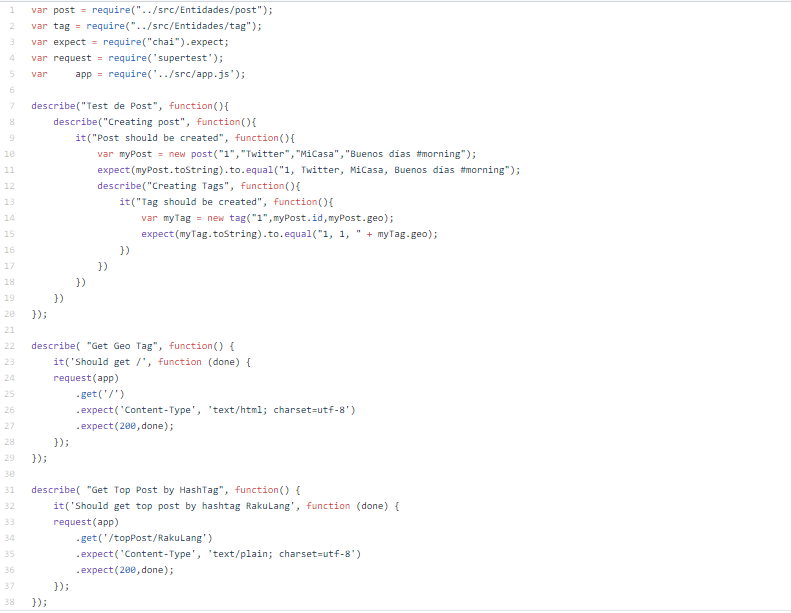 1 var post = require("../src/Entidades/post");
2 var tag = require("../src/Entidades/tag");
3 var expect = require("chai").expect;
4 var request = require('supertest');
5 var     app = require('../src/app.js');
6
7 describe("Test de Post", function(){
8     describe("Creating post", function(){
9         it("Post should be created", function(){
10             var myPost = new post("1","Twitter","MiCasa","Buenos días #morning");
11             expect(myPost.toString).to.equal("1, Twitter, MiCasa, Buenos días #morning");
12             describe("Creating Tags", function(){
13                 it("Tag should be created", function(){
14                     var myTag = new tag("1",myPost.id,myPost.geo);
15                     expect(myTag.toString).to.equal("1, 1, " + myTag.geo);
16                 })
17             })
18         })
19     })
20 });
21
22 describe( "Get Geo Tag", function() {
23     it('Should get /', function (done) {
24     request(app)
25         .get('/')
26         .expect('Content-Type', 'text/html; charset=utf-8')
27         .expect(200,done);
28     });
29 });
30
31 describe( "Get Top Post by HashTag", function() {
32     it('Should get top post by hashtag RakuLang', function (done) {
33     request(app)
34         .get('/topPost/RakuLang')
35         .expect('Content-Type', 'text/plain; charset=utf-8')
36         .expect(200,done);
37     });
38 });